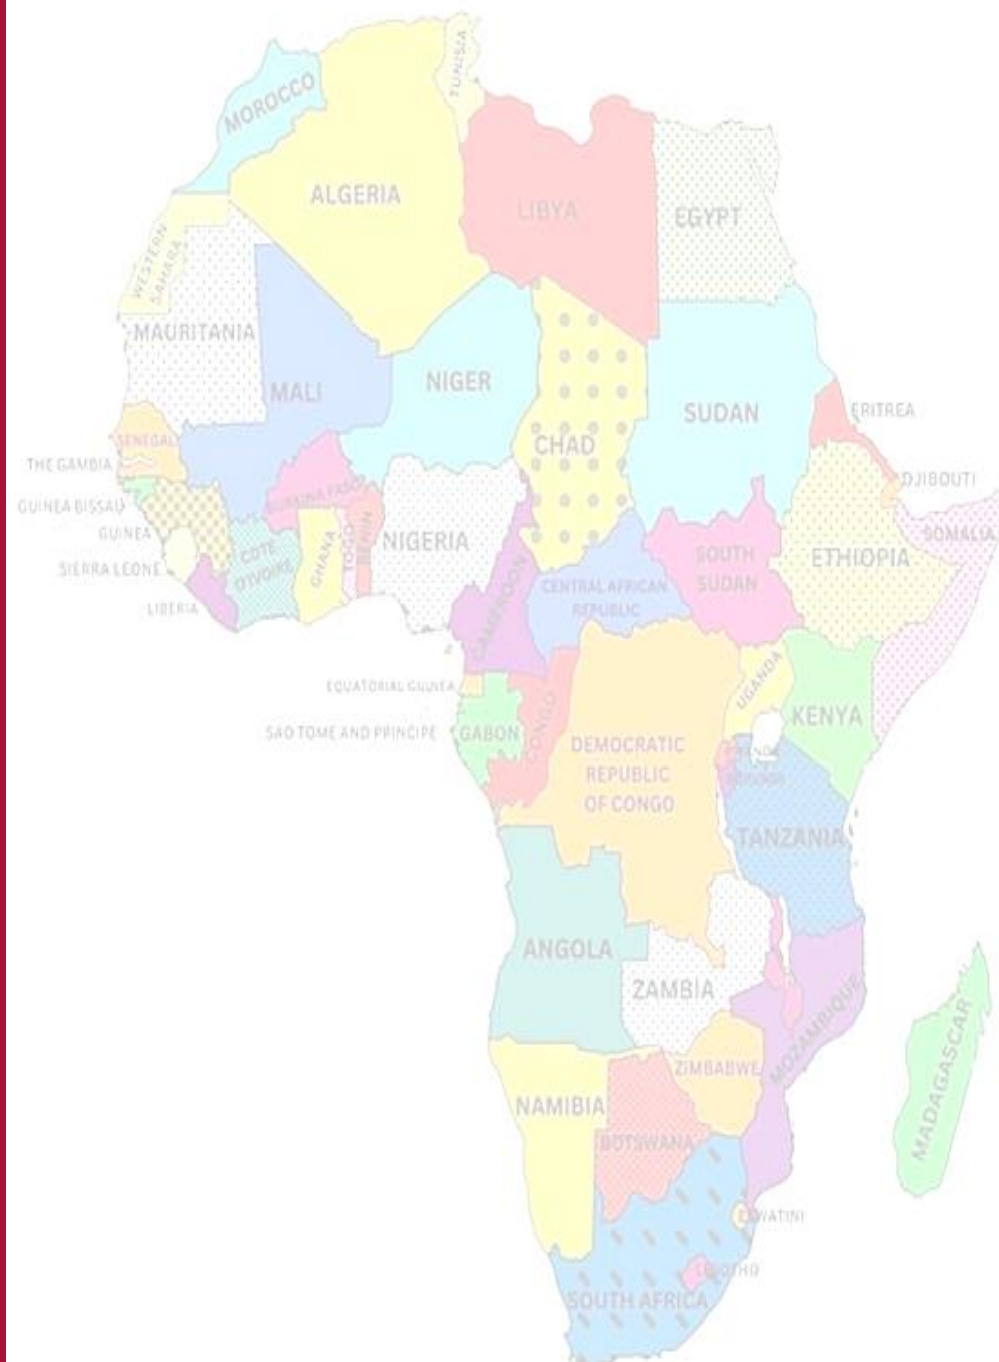 TUNISIA
MOROCCO
ALGERIA
LIBYA
EGYPT
WESTERN
SAHARA
MAURITANIA
MALI
NIGER
CHAD
SUDAN
ERITREA
SENEGAL
THE GAMBIA
DJIBOUTI
GUINEA BISSAU
BURKINA FASO
GUINEA
NIGERIA
SOMALIA
COTE
D'IVOIRE
GHANA
TOGO
BENIN
SOUTH
SUDAN
ETHIOPIA
SIERRA LEONE
CENTRAL AFRICAN
REPUBLIC
LIBERIA
CAMEROON
EQUATORIAL GUINEA
UGANDA
KENYA
SAO TOME AND PRINCIPE
GABON
CONGO
DEMOCRATIC
REPUBLIC
OF CONGO
TANZANIA
ANGOLA
ZAMBIA
MOZAMBIQUE
MADAGASCAR
ZIMBABWE
NAMIBIA
BOTSWANA
ESWATINI
LESOTHO
SOUTH AFRICA